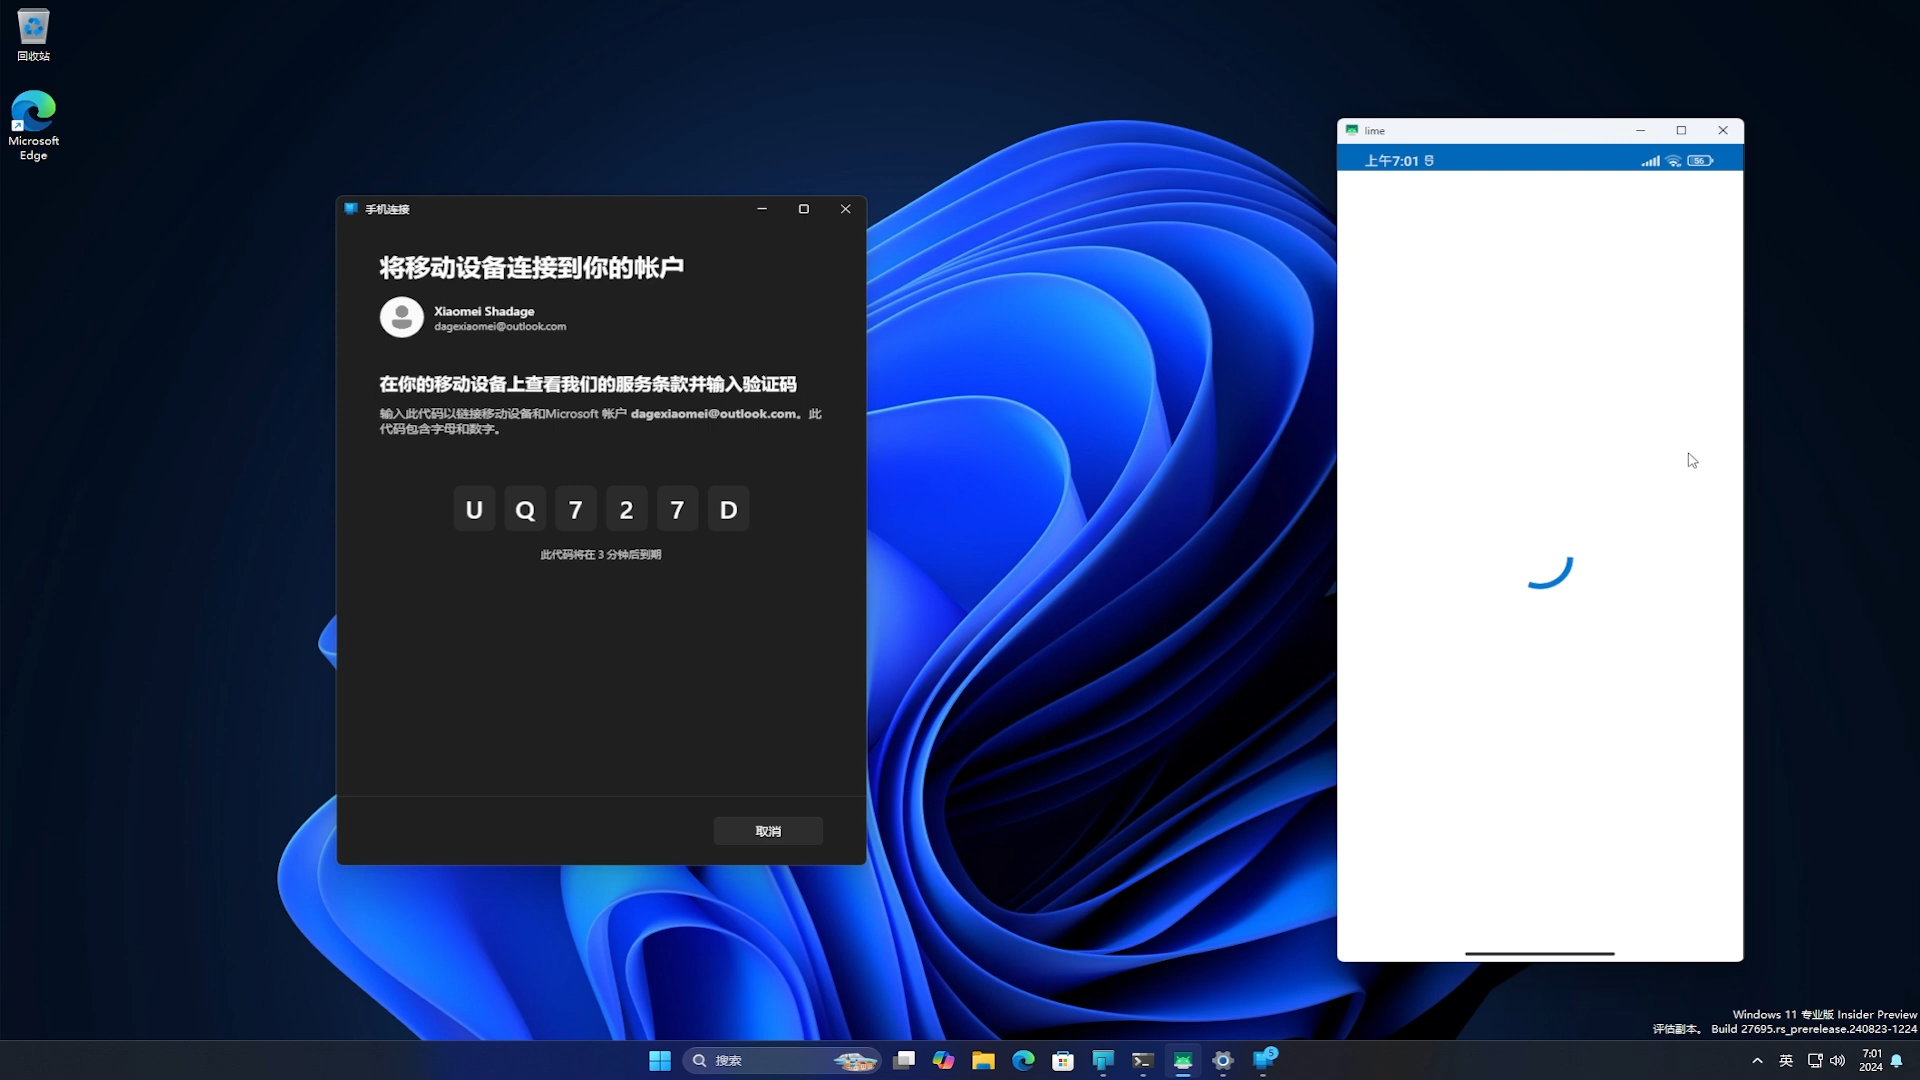 回收站
Microsoft
Edge
手机连接
将移动设备连接到你的帐户
Xiaomei Shadage
dagexiaomei@outlook.com
在你的移动设备上查看我们的服务条款并输入验证码
输入此代码以链接移动设备和Microsoft 帐户 dagexiaomei@outlook.com。此
代码包含字母和数字。
U Q 7 2 7 D
此代码将在 3 分钟后到期
取消
lime
上午7:01
56
Windows 11 专业版 Insider Preview
评估副本。 Build 27695.rs_prerelease.240823-1224
搜索
5
英
7:01
2024